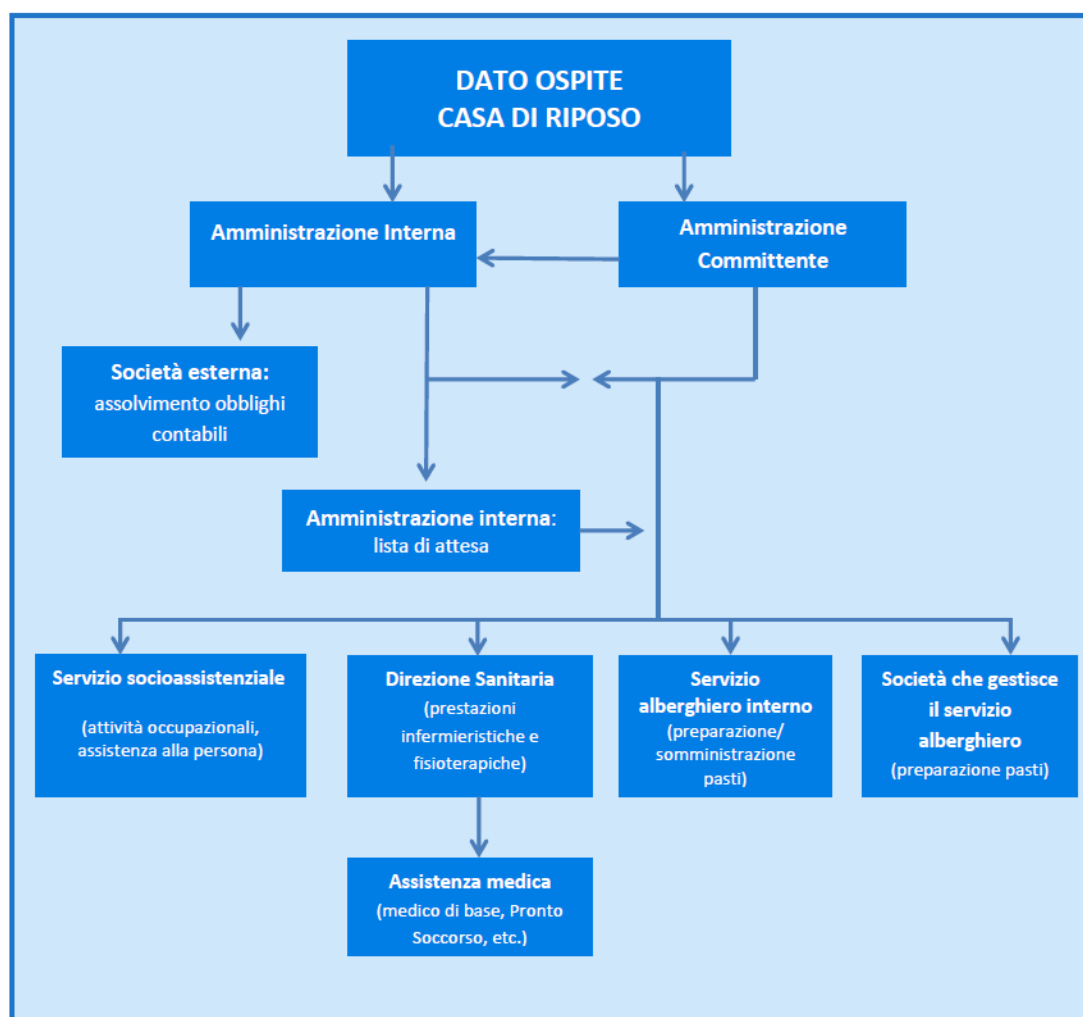 DATO OSPITE
CASA DI RIPOSO
Amministrazione Interna
Amministrazione
Committente
Società esterna:
assolvimento obblighi
contabili
Amministrazione interna:
lista di attesa
Servizio socioassistenziale
(attività occupazionali,
assistenza alla persona)
Direzione Sanitaria
(prestazioni
infermieristiche e
fisioterapiche)
Servizio
alberghiero interno
(preparazione/
somministrazione
pasti)
Società che gestisce
il servizio
alberghiero
(preparazione pasti)
Assistenza medica
(medico di base, Pronto
Soccorso, etc.)